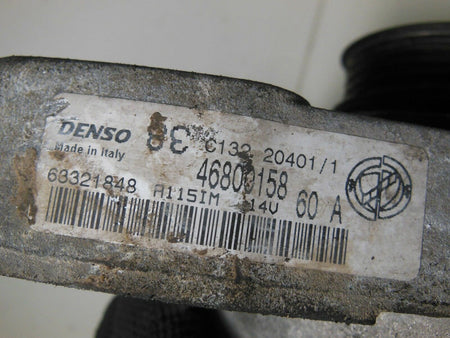 DENSO
Made in Italy
C132 20401/1
46800158 60 A
63321848 A115IM 14V